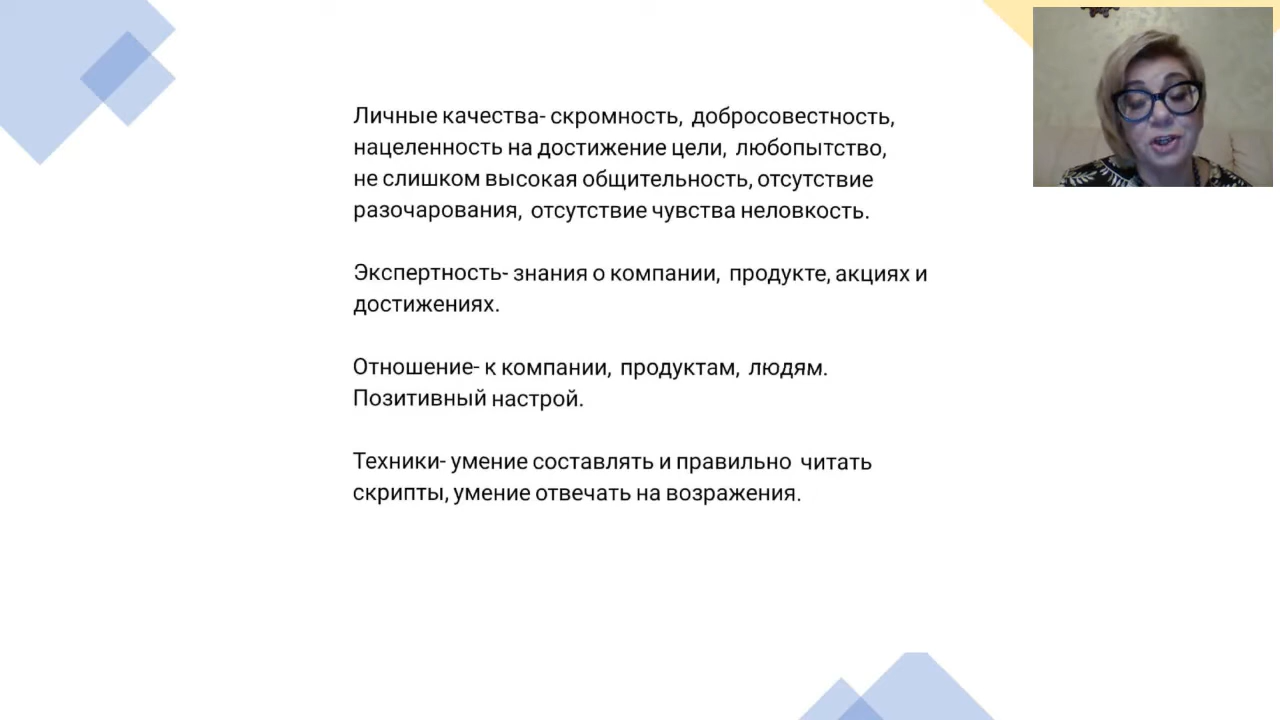 Личные качества- скромность, добросовестность,
нацеленность на достижение цели, любопытство,
не слишком высокая общительность, отсутствие
разочарования, отсутствие чувства неловкость.
Экспертность- знания о компании, продукте, акциях и
достижениях.
Отношение- к компании, продуктам, людям.
Позитивный настрой.
Техники- умение составлять и правильно читать
скрипты, умение отвечать на возражения.